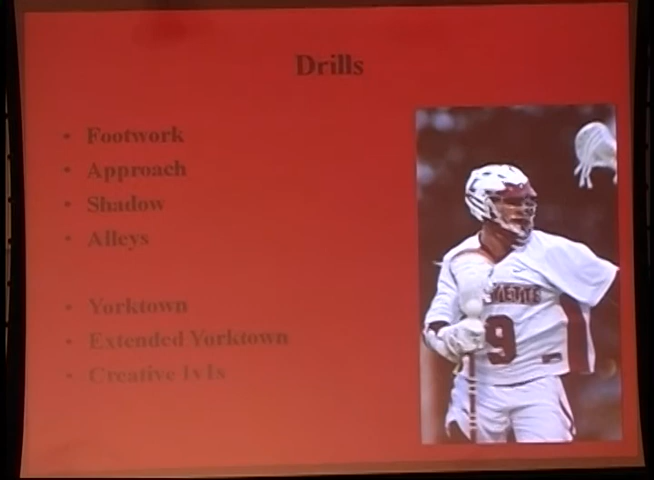 Drills
• Footwork
• Approach
• Shadow
• Alleys
• Yorktown
• Extended Yorktown
• Creative 1v1s
9